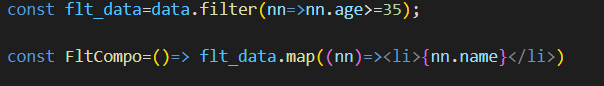 const flt_data=data.filter(nn=>nn.age>=35);
const FltCompo=()=> flt_data.map((nn)=><li>{nn.name}</li>)